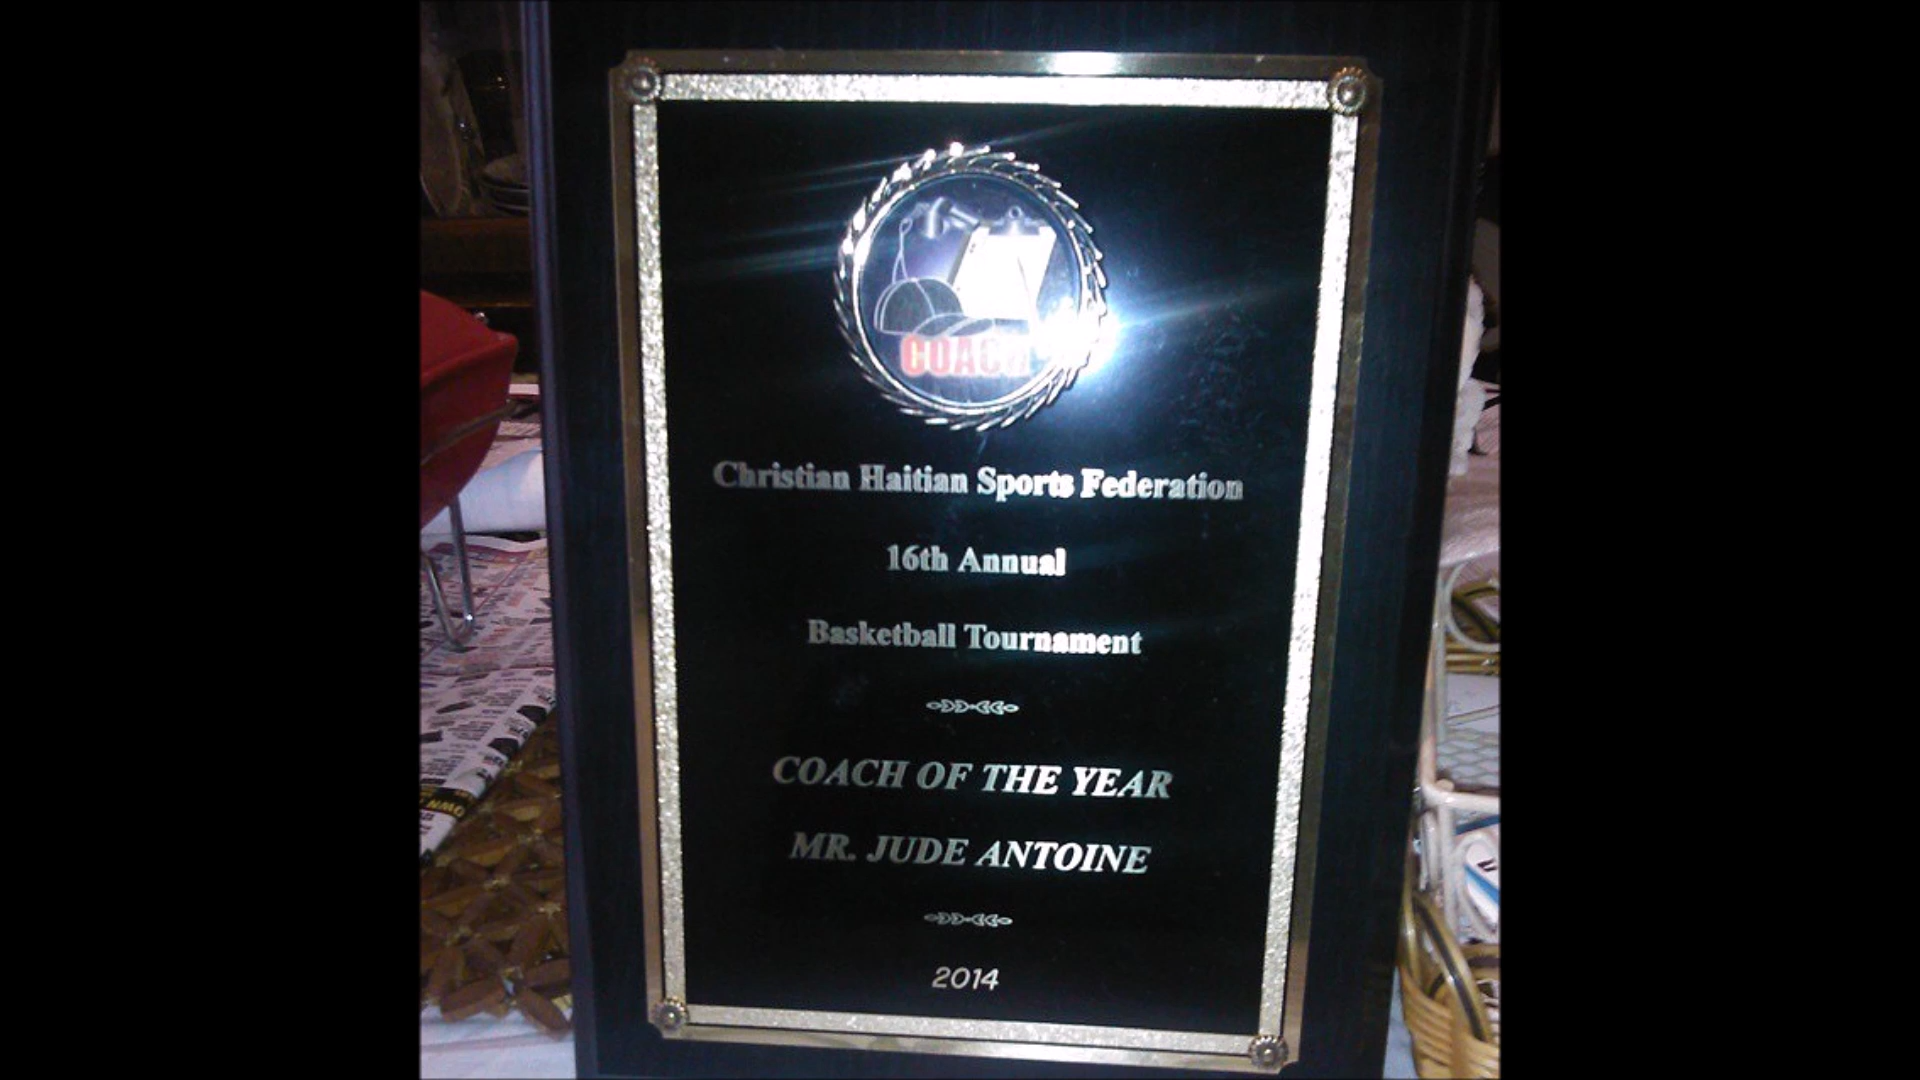 COACH
Christian Haitian Sports Federation
16th Annual
Basketball Tournament
COACH OF THE YEAR
MR. JUDE ANTOINE
2014